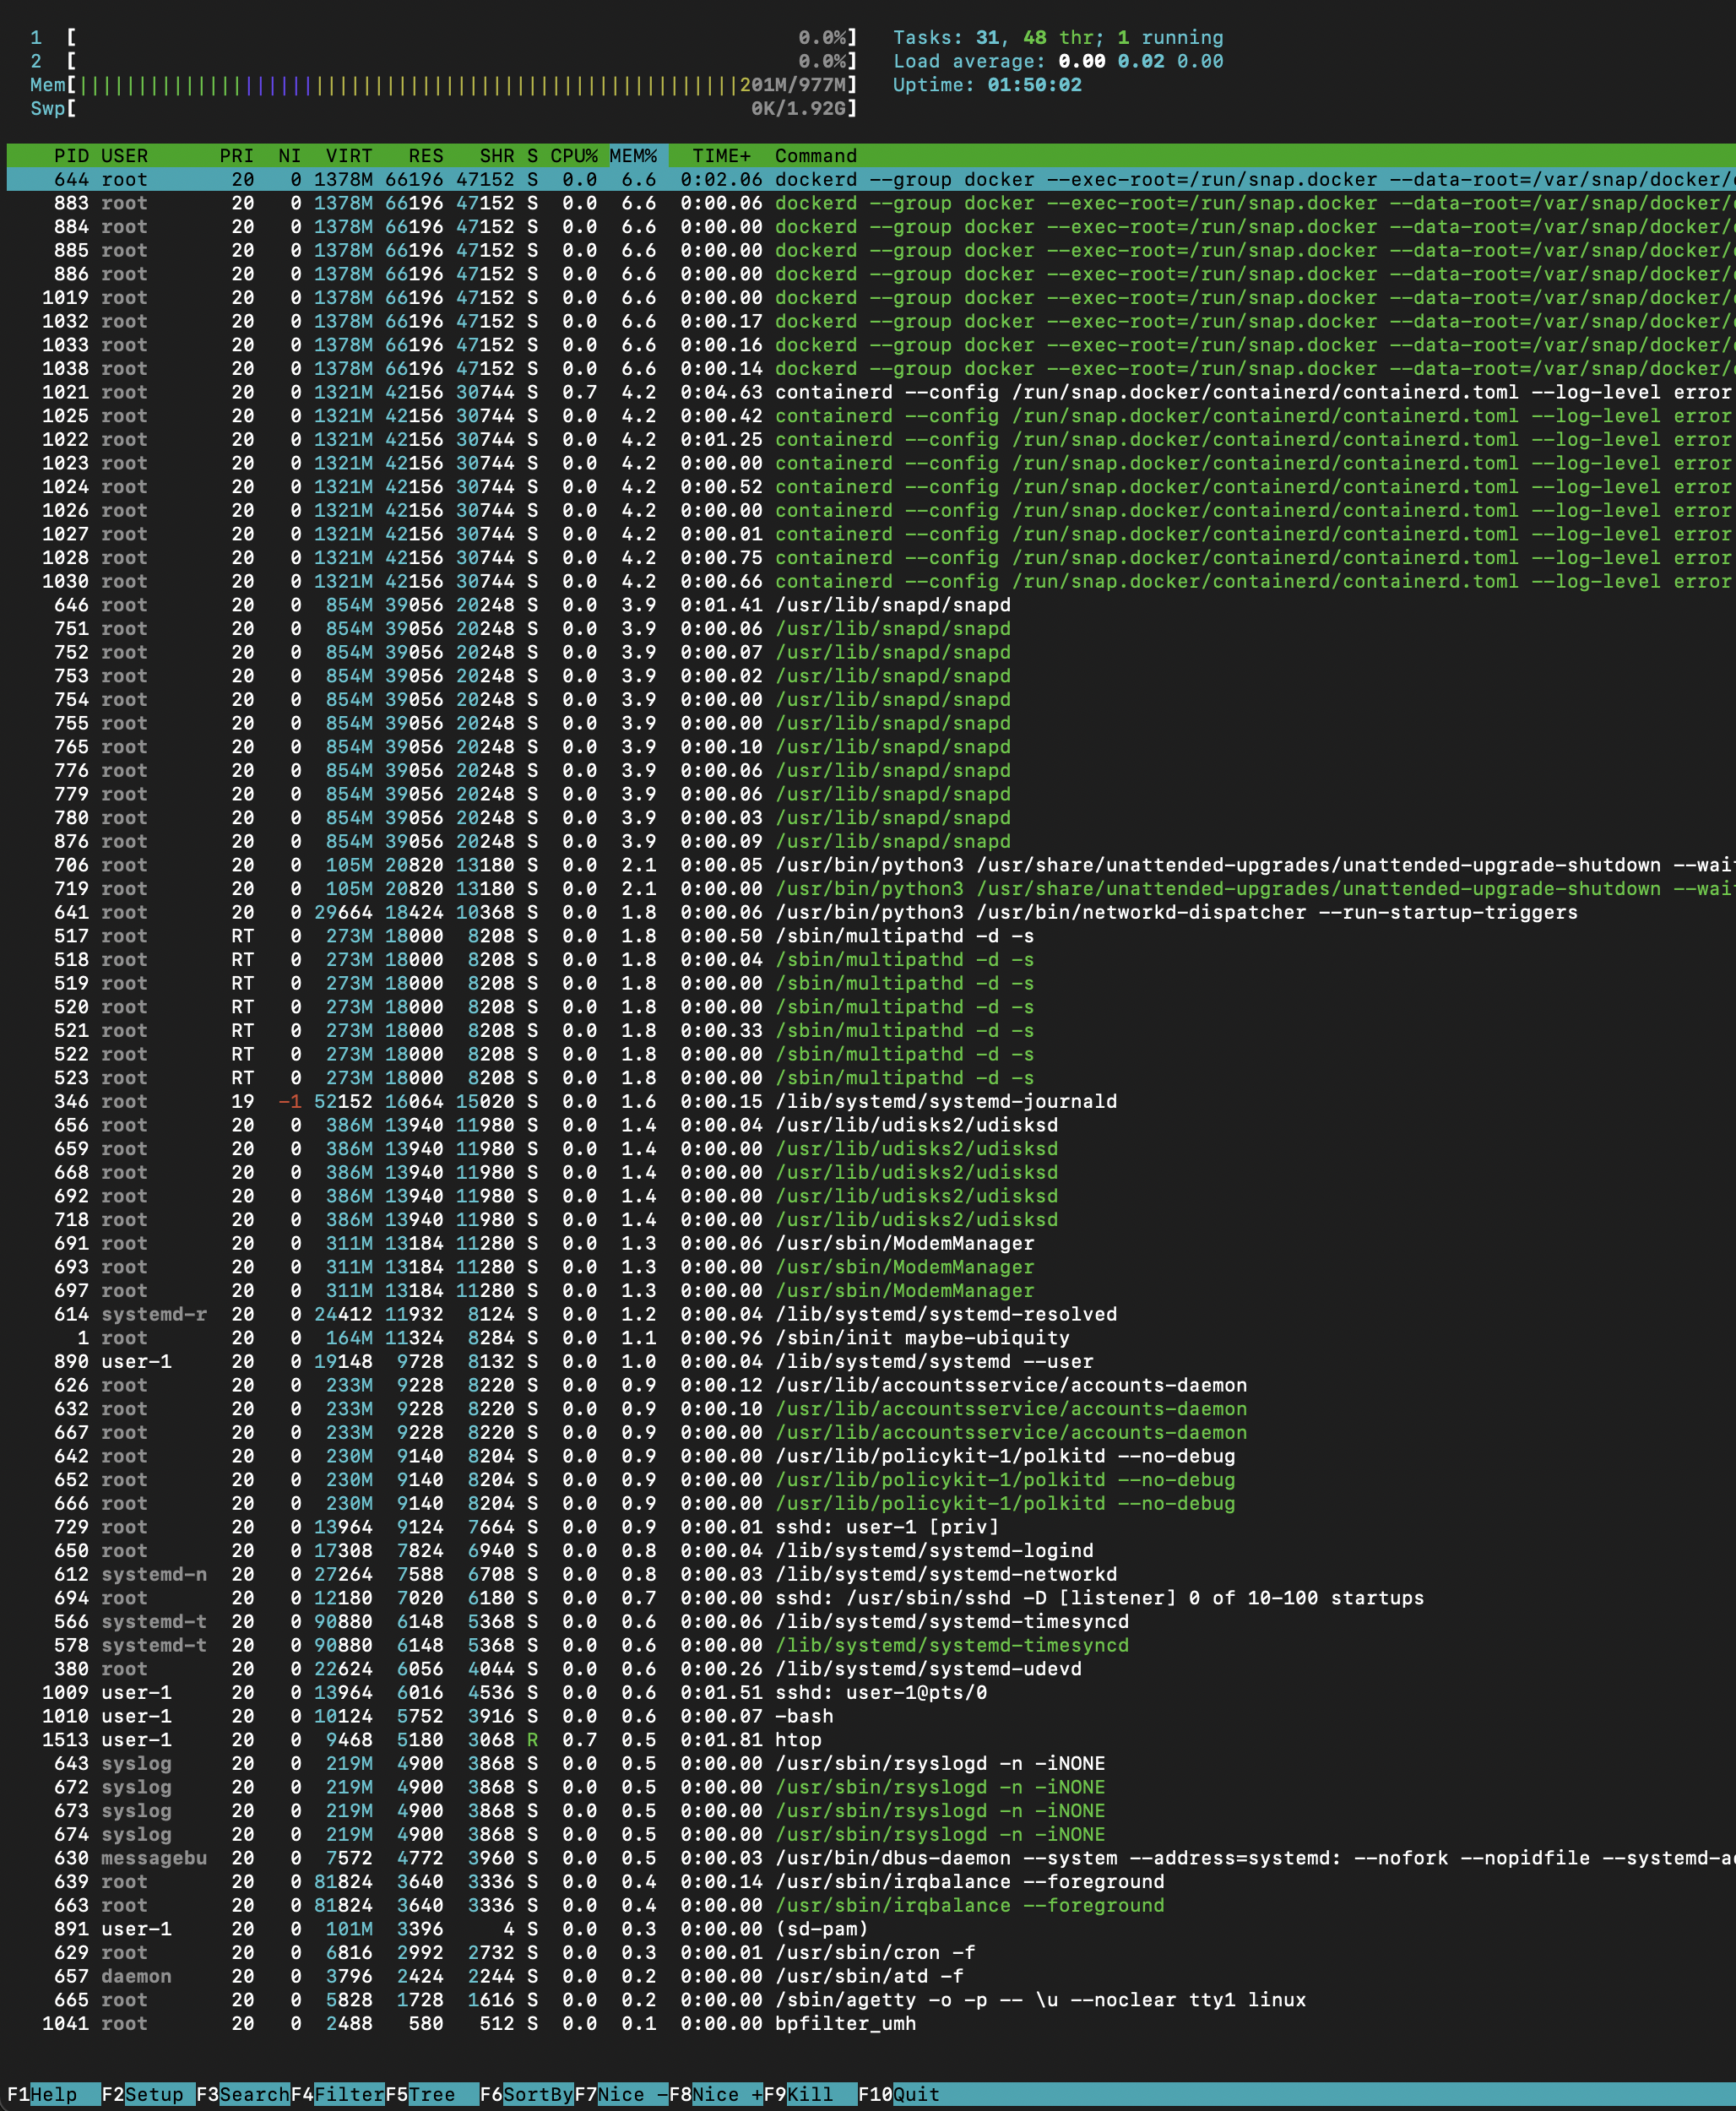 1 [ 0.0%] Tasks: 31, 48 thr; 1 running
2 [ 0.0%] Load average: 0.00 0.02 0.00
Mem[||||||||||||||||||||||||||||||||||||||||||||||||||||||||201M/977M] Uptime: 01:50:02
Swp[ 0K/1.92G]
PID USER PRI NI VIRT RES SHR S CPU% MEM% TIME+ Command
644 root 20 0 1378M 66196 47152 S 0.0 6.6 0:02.06 dockerd --group docker --exec-root=/run/snap.docker --data-root=/var/snap/docker/
883 root 20 0 1378M 66196 47152 S 0.0 6.6 0:00.06 dockerd --group docker --exec-root=/run/snap.docker --data-root=/var/snap/docker/
884 root 20 0 1378M 66196 47152 S 0.0 6.6 0:00.00 dockerd --group docker --exec-root=/run/snap.docker --data-root=/var/snap/docker/
885 root 20 0 1378M 66196 47152 S 0.0 6.6 0:00.00 dockerd --group docker --exec-root=/run/snap.docker --data-root=/var/snap/docker/
886 root 20 0 1378M 66196 47152 S 0.0 6.6 0:00.00 dockerd --group docker --exec-root=/run/snap.docker --data-root=/var/snap/docker/
1019 root 20 0 1378M 66196 47152 S 0.0 6.6 0:00.00 dockerd --group docker --exec-root=/run/snap.docker --data-root=/var/snap/docker/
1032 root 20 0 1378M 66196 47152 S 0.0 6.6 0:00.17 dockerd --group docker --exec-root=/run/snap.docker --data-root=/var/snap/docker/
1033 root 20 0 1378M 66196 47152 S 0.0 6.6 0:00.16 dockerd --group docker --exec-root=/run/snap.docker --data-root=/var/snap/docker/
1038 root 20 0 1378M 66196 47152 S 0.0 6.6 0:00.14 dockerd --group docker --exec-root=/run/snap.docker --data-root=/var/snap/docker/
1021 root 20 0 1321M 42156 30744 S 0.7 4.2 0:04.63 containerd --config /run/snap.docker/containerd/containerd.toml --log-level error
1025 root 20 0 1321M 42156 30744 S 0.0 4.2 0:00.42 containerd --config /run/snap.docker/containerd/containerd.toml --log-level error
1022 root 20 0 1321M 42156 30744 S 0.0 4.2 0:01.25 containerd --config /run/snap.docker/containerd/containerd.toml --log-level error
1023 root 20 0 1321M 42156 30744 S 0.0 4.2 0:00.00 containerd --config /run/snap.docker/containerd/containerd.toml --log-level error
1024 root 20 0 1321M 42156 30744 S 0.0 4.2 0:00.52 containerd --config /run/snap.docker/containerd/containerd.toml --log-level error
1026 root 20 0 1321M 42156 30744 S 0.0 4.2 0:00.00 containerd --config /run/snap.docker/containerd/containerd.toml --log-level error
1027 root 20 0 1321M 42156 30744 S 0.0 4.2 0:00.01 containerd --config /run/snap.docker/containerd/containerd.toml --log-level error
1028 root 20 0 1321M 42156 30744 S 0.0 4.2 0:00.75 containerd --config /run/snap.docker/containerd/containerd.toml --log-level error
1030 root 20 0 1321M 42156 30744 S 0.0 4.2 0:00.66 containerd --config /run/snap.docker/containerd/containerd.toml --log-level error
646 root 20 0 854M 39056 20248 S 0.0 3.9 0:01.41 /usr/lib/snapd/snapd
751 root 20 0 854M 39056 20248 S 0.0 3.9 0:00.06 /usr/lib/snapd/snapd
752 root 20 0 854M 39056 20248 S 0.0 3.9 0:00.07 /usr/lib/snapd/snapd
753 root 20 0 854M 39056 20248 S 0.0 3.9 0:00.02 /usr/lib/snapd/snapd
754 root 20 0 854M 39056 20248 S 0.0 3.9 0:00.00 /usr/lib/snapd/snapd
755 root 20 0 854M 39056 20248 S 0.0 3.9 0:00.00 /usr/lib/snapd/snapd
765 root 20 0 854M 39056 20248 S 0.0 3.9 0:00.10 /usr/lib/snapd/snapd
776 root 20 0 854M 39056 20248 S 0.0 3.9 0:00.06 /usr/lib/snapd/snapd
779 root 20 0 854M 39056 20248 S 0.0 3.9 0:00.06 /usr/lib/snapd/snapd
780 root 20 0 854M 39056 20248 S 0.0 3.9 0:00.03 /usr/lib/snapd/snapd
876 root 20 0 854M 39056 20248 S 0.0 3.9 0:00.09 /usr/lib/snapd/snapd
706 root 20 0 105M 20820 13180 S 0.0 2.1 0:00.05 /usr/bin/python3 /usr/share/unattended-upgrades/unattended-upgrade-shutdown --wai
719 root 20 0 105M 20820 13180 S 0.0 2.1 0:00.00 /usr/bin/python3 /usr/share/unattended-upgrades/unattended-upgrade-shutdown --wai
641 root 20 0 29664 18424 10368 S 0.0 1.8 0:00.06 /usr/bin/python3 /usr/bin/networkd-dispatcher --run-startup-triggers
517 root RT 0 273M 18000 8208 S 0.0 1.8 0:00.50 /sbin/multipathd -d -s
518 root RT 0 273M 18000 8208 S 0.0 1.8 0:00.04 /sbin/multipathd -d -s
519 root RT 0 273M 18000 8208 S 0.0 1.8 0:00.00 /sbin/multipathd -d -s
520 root RT 0 273M 18000 8208 S 0.0 1.8 0:00.00 /sbin/multipathd -d -s
521 root RT 0 273M 18000 8208 S 0.0 1.8 0:00.33 /sbin/multipathd -d -s
522 root RT 0 273M 18000 8208 S 0.0 1.8 0:00.00 /sbin/multipathd -d -s
523 root RT 0 273M 18000 8208 S 0.0 1.8 0:00.00 /sbin/multipathd -d -s
346 root 19 -1 52152 16064 15020 S 0.0 1.6 0:00.15 /lib/systemd/systemd-journald
656 root 20 0 386M 13940 11980 S 0.0 1.4 0:00.04 /usr/lib/udisks2/udisksd
659 root 20 0 386M 13940 11980 S 0.0 1.4 0:00.00 /usr/lib/udisks2/udisksd
668 root 20 0 386M 13940 11980 S 0.0 1.4 0:00.00 /usr/lib/udisks2/udisksd
692 root 20 0 386M 13940 11980 S 0.0 1.4 0:00.00 /usr/lib/udisks2/udisksd
718 root 20 0 386M 13940 11980 S 0.0 1.4 0:00.00 /usr/lib/udisks2/udisksd
691 root 20 0 311M 13184 11280 S 0.0 1.3 0:00.06 /usr/sbin/ModemManager
693 root 20 0 311M 13184 11280 S 0.0 1.3 0:00.00 /usr/sbin/ModemManager
697 root 20 0 311M 13184 11280 S 0.0 1.3 0:00.00 /usr/sbin/ModemManager
614 systemd-r 20 0 24412 11932 8124 S 0.0 1.2 0:00.04 /lib/systemd/systemd-resolved
1 root 20 0 164M 11324 8284 S 0.0 1.1 0:00.96 /sbin/init maybe-ubiquity
890 user-1 20 0 19148 9728 8132 S 0.0 1.0 0:00.04 /lib/systemd/systemd --user
626 root 20 0 233M 9228 8220 S 0.0 0.9 0:00.12 /usr/lib/accountsservice/accounts-daemon
632 root 20 0 233M 9228 8220 S 0.0 0.9 0:00.10 /usr/lib/accountsservice/accounts-daemon
667 root 20 0 233M 9228 8220 S 0.0 0.9 0:00.00 /usr/lib/accountsservice/accounts-daemon
642 root 20 0 230M 9140 8204 S 0.0 0.9 0:00.00 /usr/lib/policykit-1/polkitd --no-debug
652 root 20 0 230M 9140 8204 S 0.0 0.9 0:00.00 /usr/lib/policykit-1/polkitd --no-debug
666 root 20 0 230M 9140 8204 S 0.0 0.9 0:00.00 /usr/lib/policykit-1/polkitd --no-debug
729 root 20 0 13964 9124 7664 S 0.0 0.9 0:00.01 sshd: user-1 [priv]
650 root 20 0 17308 7824 6940 S 0.0 0.8 0:00.04 /lib/systemd/systemd-logind
612 systemd-n 20 0 27264 7588 6708 S 0.0 0.8 0:00.03 /lib/systemd/systemd-networkd
694 root 20 0 12180 7020 6180 S 0.0 0.7 0:00.00 sshd: /usr/sbin/sshd -D [listener] 0 of 10-100 startups
566 systemd-t 20 0 90880 6148 5368 S 0.0 0.6 0:00.06 /lib/systemd/systemd-timesyncd
578 systemd-t 20 0 90880 6148 5368 S 0.0 0.6 0:00.00 /lib/systemd/systemd-timesyncd
380 root 20 0 22624 6056 4044 S 0.0 0.6 0:00.26 /lib/systemd/systemd-udevd
1009 user-1 20 0 13964 6016 4536 S 0.0 0.6 0:01.51 sshd: user-1@pts/0
1010 user-1 20 0 10124 5752 3916 S 0.0 0.6 0:00.07 -bash
1513 user-1 20 0 9468 5180 3068 R 0.7 0.5 0:01.81 htop
643 syslog 20 0 219M 4900 3868 S 0.0 0.5 0:00.00 /usr/sbin/rsyslogd -n -iNONE
672 syslog 20 0 219M 4900 3868 S 0.0 0.5 0:00.00 /usr/sbin/rsyslogd -n -iNONE
673 syslog 20 0 219M 4900 3868 S 0.0 0.5 0:00.00 /usr/sbin/rsyslogd -n -iNONE
674 syslog 20 0 219M 4900 3868 S 0.0 0.5 0:00.00 /usr/sbin/rsyslogd -n -iNONE
630 messagebu 20 0 7572 4772 3960 S 0.0 0.5 0:00.03 /usr/bin/dbus-daemon --system --address=systemd: --nofork --nopidfile --systemd-a
639 root 20 0 81824 3640 3336 S 0.0 0.4 0:00.14 /usr/sbin/irqbalance --foreground
663 root 20 0 81824 3640 3336 S 0.0 0.4 0:00.00 /usr/sbin/irqbalance --foreground
891 user-1 20 0 101M 3396 4 S 0.0 0.3 0:00.00 (sd-pam)
629 root 20 0 6816 2992 2732 S 0.0 0.3 0:00.01 /usr/sbin/cron -f
657 daemon 20 0 3796 2424 2244 S 0.0 0.2 0:00.00 /usr/sbin/atd -f
665 root 20 0 5828 1728 1616 S 0.0 0.2 0:00.00 /sbin/agetty -o -p -- \u --noclear tty1 linux
1041 root 20 0 2488 580 512 S 0.0 0.1 0:00.00 bpfilter_umh
F1Help F2Setup F3SearchF4FilterF5Tree F6SortByF7Nice -F8Nice +F9Kill F10Quit